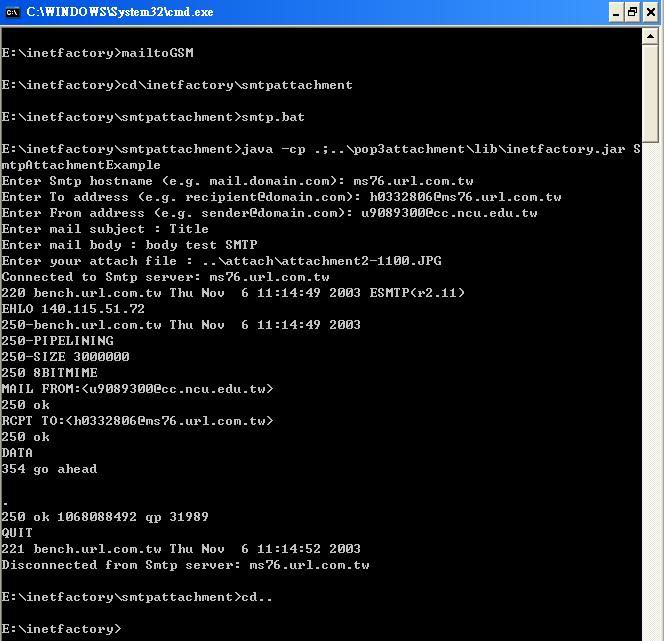 C:\WINDOWS\System32\cmd.exe
E:\inetfactory>mailtoGSM
E:\inetfactory>cd\inetfactory\smtpattachment
E:\inetfactory\smtpattachment>smtp.bat
E:\inetfactory\smtpattachment>java -cp .;..\pop3attachment\lib\inetfactory.jar S
mtpAttachmentExample
Enter Smtp hostname (e.g. mail.domain.com): ms76.url.com.tw
Enter To address (e.g. recipient@domain.com): h0332806@ms76.url.com.tw
Enter From address (e.g. sender@domain.com): u9089300@cc.ncu.edu.tw
Enter mail subject : Title
Enter mail body : body test SMTP
Enter your attach file : ..\attach\attachment2-1100.JPG
Connected to Smtp server: ms76.url.com.tw
220 bench.url.com.tw Thu Nov  6 11:14:49 2003 ESMTP(r2.11)
EHLO 140.115.51.72
250-bench.url.com.tw Thu Nov  6 11:14:49 2003
250-PIPELINING
250-SIZE 3000000
250 8BITMIME
MAIL FROM:<u9089300@cc.ncu.edu.tw>
250 ok
RCPT TO:<h0332806@ms76.url.com.tw>
250 ok
DATA
354 go ahead
.
250 ok 1068088492 qp 31989
QUIT
221 bench.url.com.tw Thu Nov  6 11:14:52 2003
Disconnected from Smtp server: ms76.url.com.tw
E:\inetfactory\smtpattachment>cd..
E:\inetfactory>